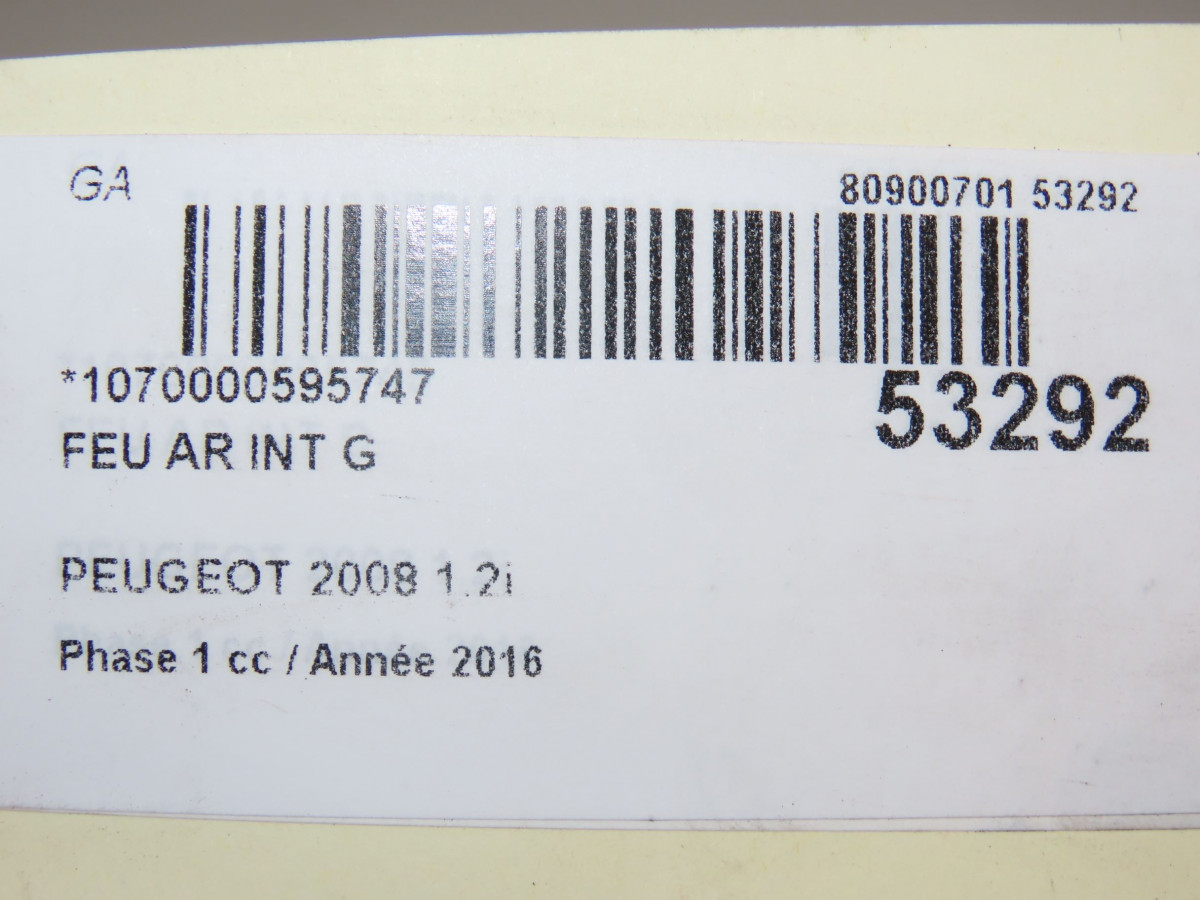 GA
80900701 53292
*1070000595747
53292
FEU AR INT G
PEUGEOT 2008 1.2i
Phase 1 cc / Année 2016